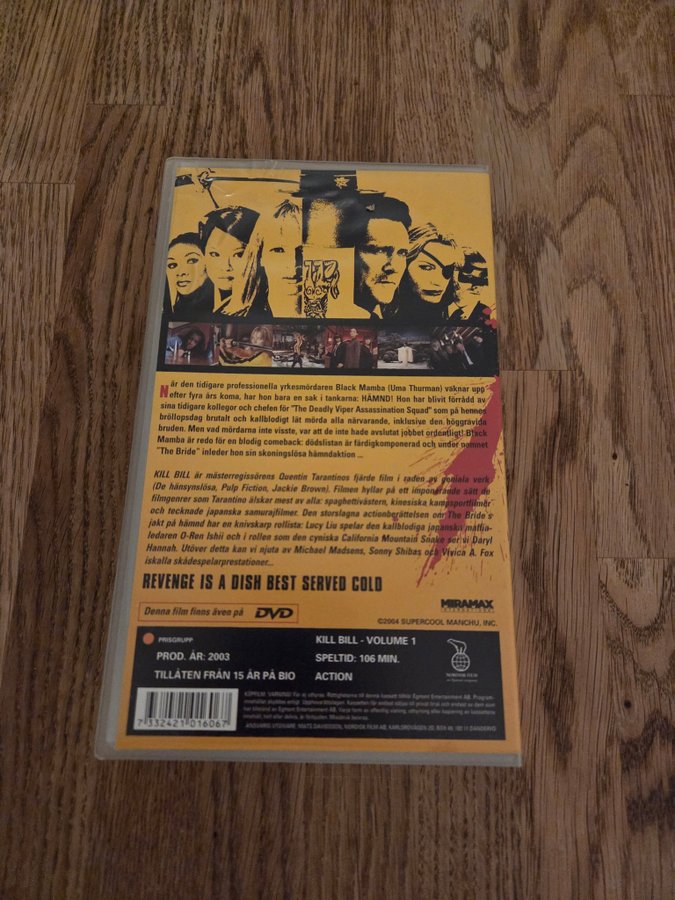 När den tidigare professionella yrkesmördaren Black Mamba (Uma Thurman) vaknar upp
efter fyra års koma, har hon bara en sak i tankarna: HÄMND! Hon har blivit förrådd av
sina tidigare kollegor och chefen för "The Deadly Viper Assassination Squad" som på hennes
bröllopsdag brutalt och kallblodigt lät mörda alla närvarande, inklusive den höggravida
bruden. Men vad mördarna inte visste, var att de inte hade avslutat jobbet ordentligt! Black
Mamba är redo för en blodig comeback: dödslistan är färdigkomponerad och under namnet
"The Bride" inleder hon sin skoningslösa hämndaktion ...
KILL BILL är mästerregissörens Quentin Tarantinos fjärde film i raden av geniala verk
(De hänsynslösa, Pulp Fiction, Jackie Brown). Filmen hyllar på ett imponerande sätt de
filmgenrer som Tarantino älskar mest av alla: spaghettivästern, kinesiska kampsportfilmer
och tecknade japanska samurajfilmer. Den storslagna actionberättelsen om The Bride's
jakt på hämnd har en knivskarp rollista: Lucy Liu spelar den kallblodiga japanska maffia-
ledaren O-Ren Ishii och i rollen som den cyniska California Mountain Snake ser vi Daryl
Hannah. Utöver detta kan vi njuta av Michael Madsens, Sonny Shibas och Vivica A. Fox
iskalla skådespelarprestationer...
REVENGE IS A DISH BEST SERVED COLD
Denna film finns även på DVD
MIRAMAX
INTERNATIONAL
©2004 SUPERCOOL MANCHU, INC.
PRISGRUPP
KILL BILL - VOLUME 1
PROD. ÅR: 2003
SPELTID: 106 MIN.
TILLÅTEN FRÅN 15 ÅR PÅ BIO
ACTION
NORDISK FILM
7 332421 016067